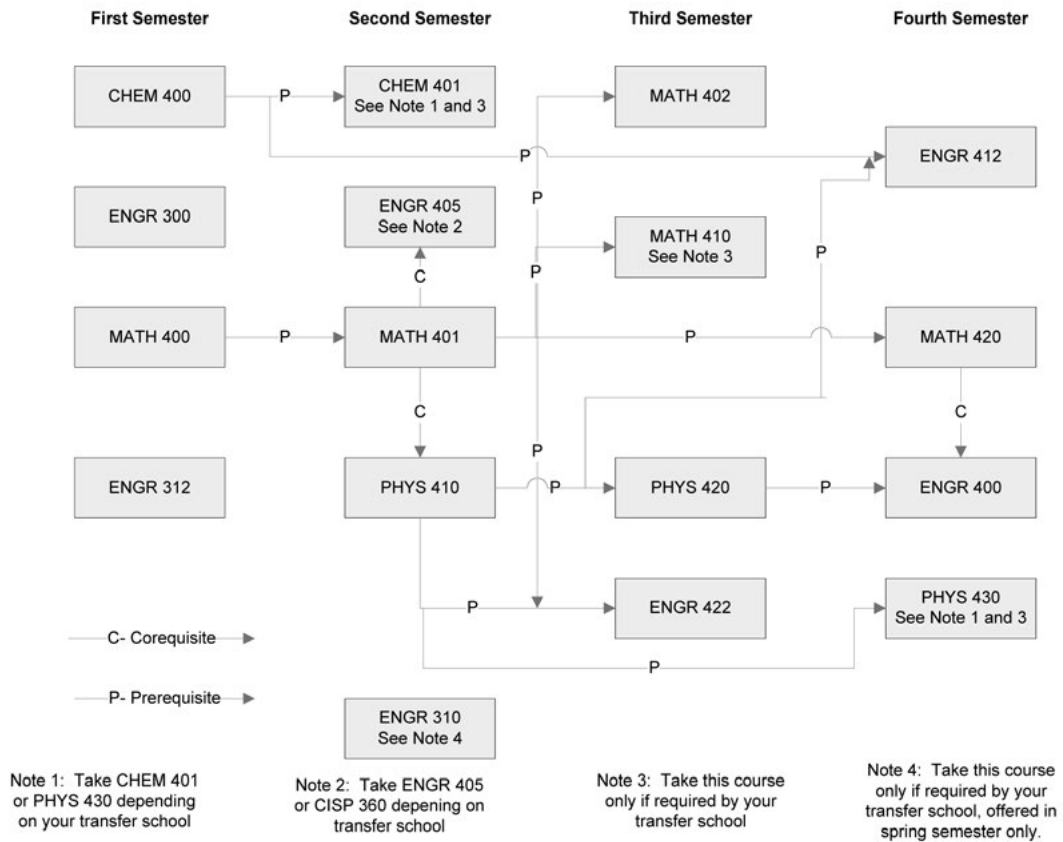 First Semester
Second Semester
Third Semester
Fourth Semester
CHEM 400
P
CHEM 401
See Note 1 and 3
MATH 402
P
ENGR 412
ENGR 300
ENGR 405
See Note 2
P
MATH 410
See Note 3
P
P
C
MATH 400
P
MATH 401
P
MATH 420
C
C
P
ENGR 312
PHYS 410
P
PHYS 420
P
ENGR 400
P
ENGR 422
PHYS 430
See Note 1 and 3
C- Corequisite
P
P- Prerequisite
ENGR 310
See Note 4
Note 1: Take CHEM 401
or PHYS 430 depending
on your transfer school
Note 2: Take ENGR 405
or CISP 360 depening on
transfer school
Note 3: Take this course
only if required by your
transfer school
Note 4: Take this course
only if required by your
transfer school, offered in
spring semester only.